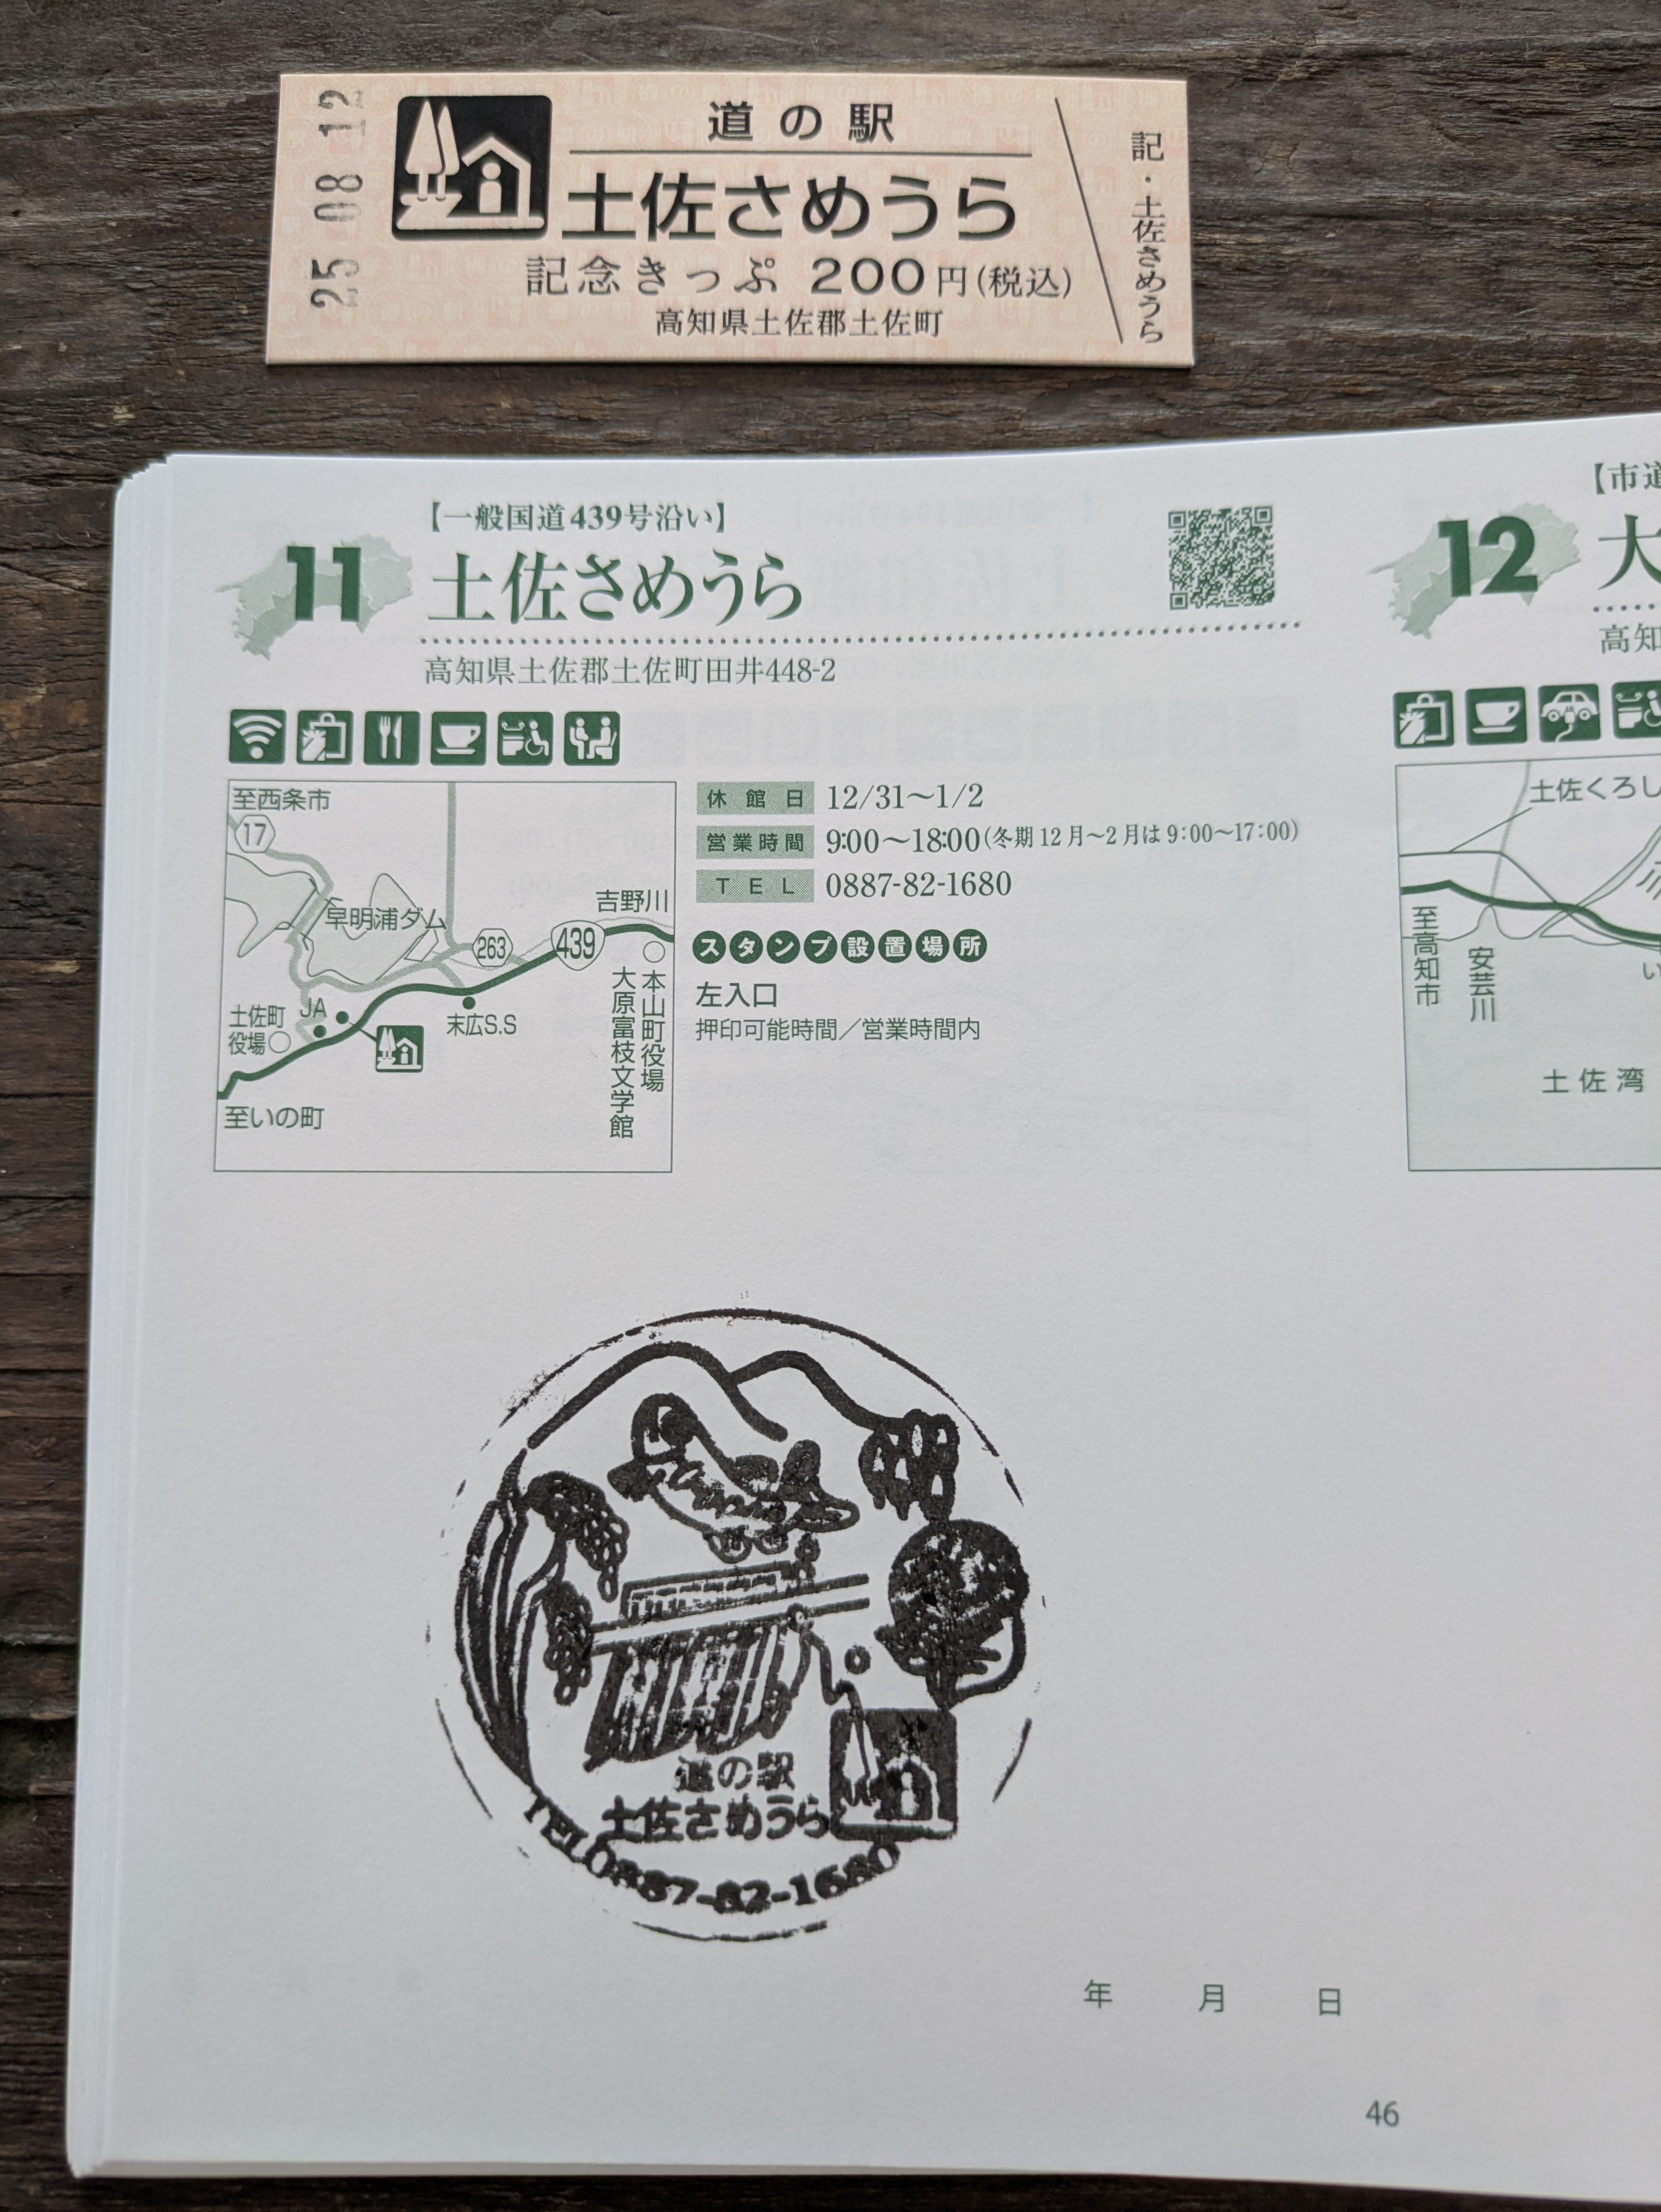 25 08 12
道の駅
土佐さめうら
記念きっぷ 200円(税込)
高知県土佐郡土佐町
記・土佐さめうら
【一般国道439号沿い】
11 土佐さめうら
高知県土佐郡土佐町田井448-2
至西条市
17
早明浦ダム
吉野川
263
439
JA
土佐町
役場
末広S.S
本山町役場
大原富枝文学館
至いの町
休館日 12/31〜1/2
営業時間 9:00〜18:00(冬期12月〜2月は9:00〜17:00)
TEL 0887-82-1680
スタンプ設置場所
左入口
押印可能時間／営業時間内
道の駅
土佐さめうら
TEL0887-82-1680
年 月 日
46
【市道
12 大
高知
土佐くろし
至高知市
安芸川
い
土佐湾